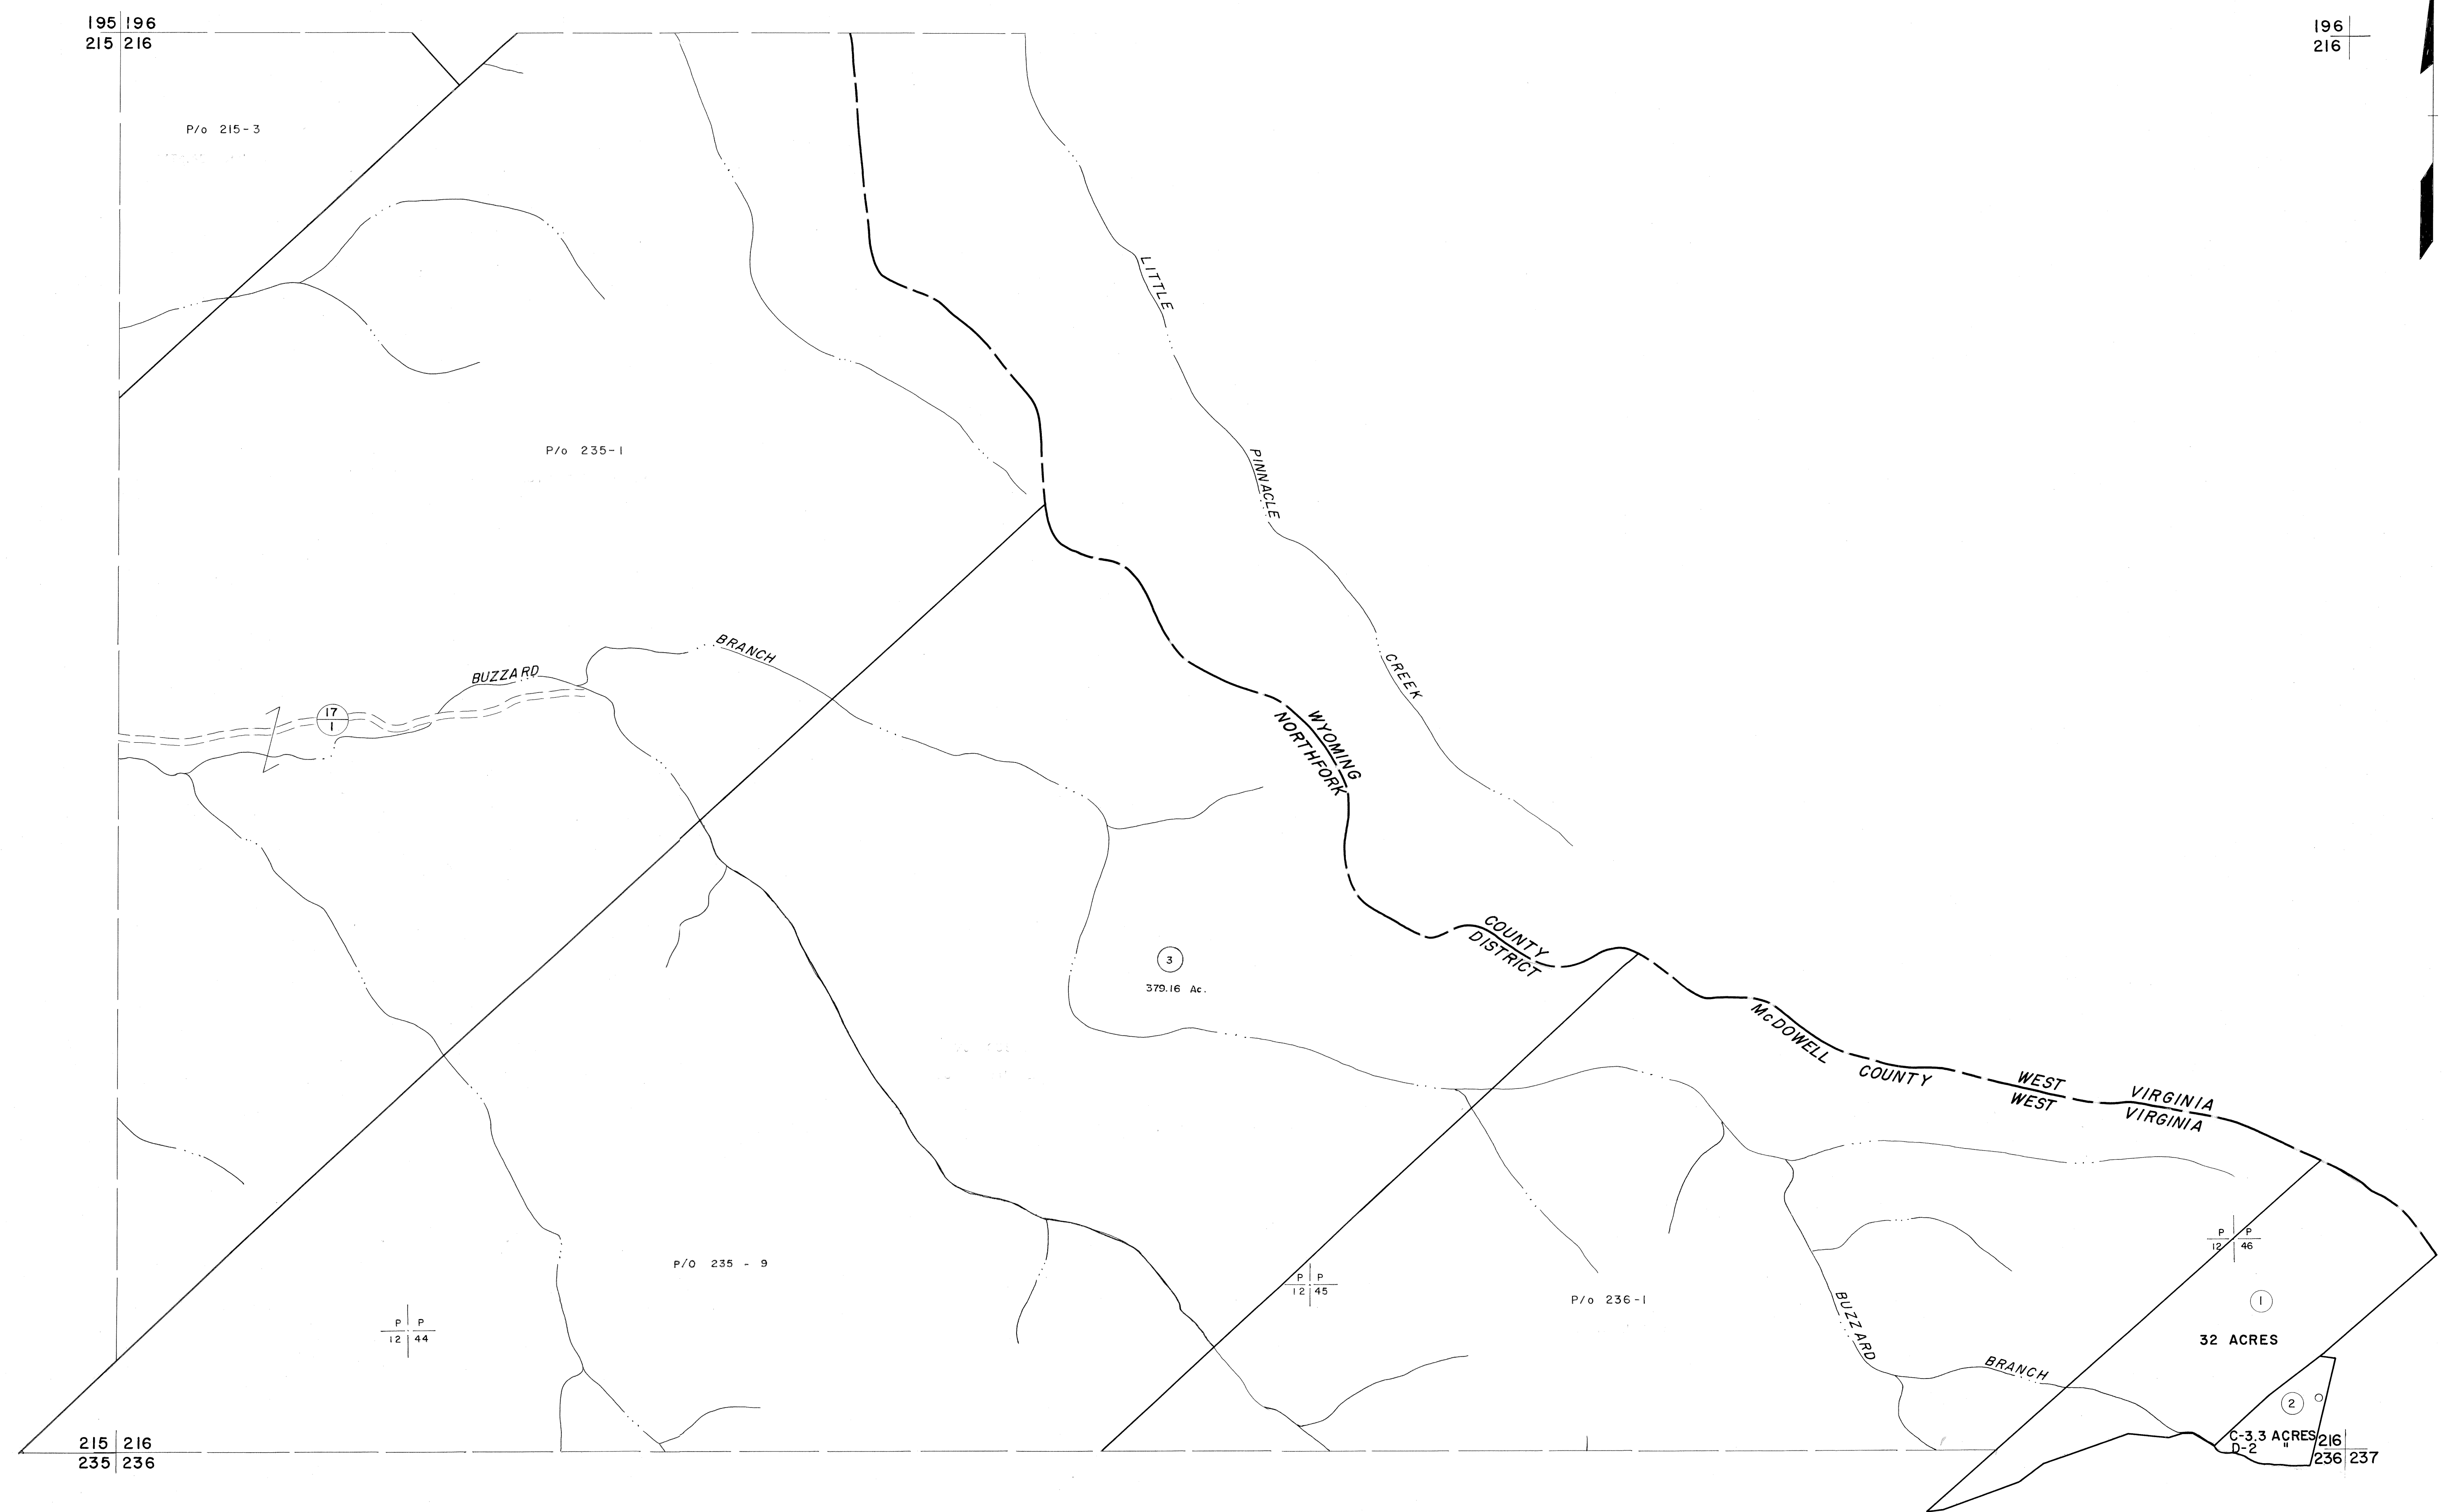 195 196
215 216
196
216
P/o 215-3
LITTLE
P/o 235-1
PINNACLE
BRANCH
BUZZARD
CREEK
17
1
WYOMING
NORTHFORK
COUNTY
DISTRICT
3
379.16 Ac.
McDOWELL
COUNTY
WEST VIRGINIA
WEST VIRGINIA
P P
12 46
P/O 235 - 9
P P
12 45
P/o 236-1
1
BUZZARD
P P
12 44
32 ACRES
BRANCH
2
C-3.3 ACRES
D-2 "
215 216
235 236
216
236 237